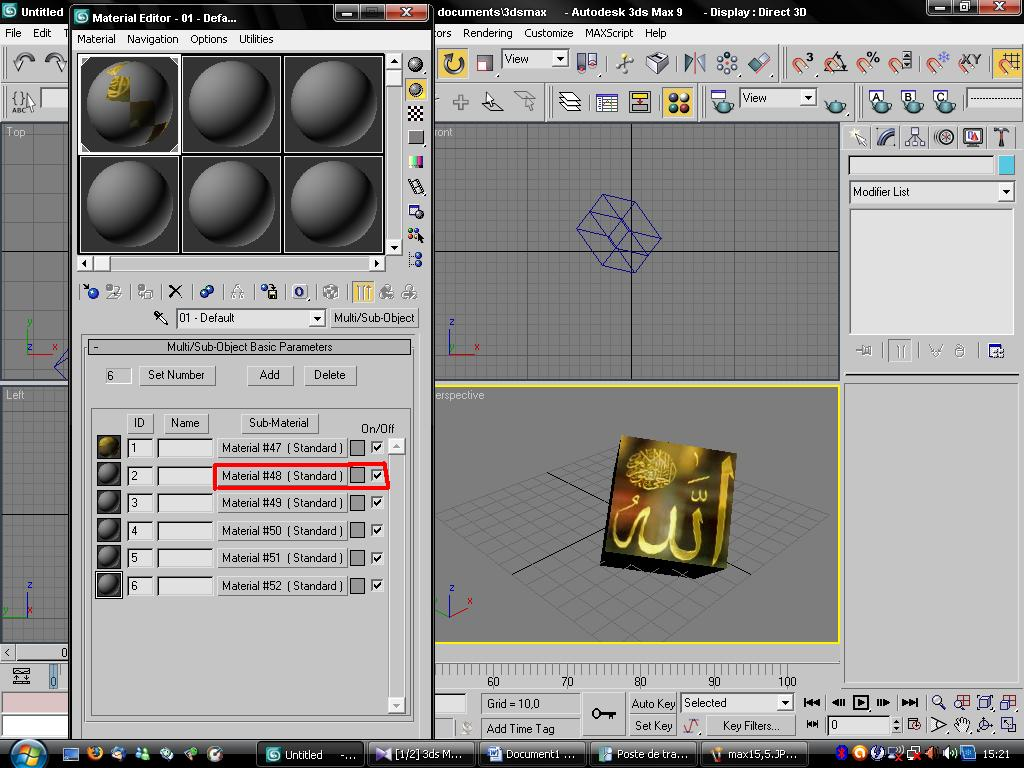 Untitled
Material Editor - 01 - Defa...
documents\3dsmax - Autodesk 3ds Max 9 - Display : Direct 3D
File Edit
Material Navigation Options Utilities
Rendering Customize MAXScript Help
View
ABC
View
A B C
XY
3
%
Top
ront
Modifier List
y
z x
z
x
01 - Default
Multi/Sub-Object
- Multi/Sub-Object Basic Parameters
6 Set Number Add Delete
Left
erspective
ID Name Sub-Material On/Off
1 Material #47 ( Standard )
2 Material #48 ( Standard )
3 Material #49 ( Standard )
4 Material #50 ( Standard )
5 Material #51 ( Standard )
6 Material #52 ( Standard )
الله
z
y x
z
x
0
0
60 70 80 90 100
Grid = 10,0
Auto Key Selected
Add Time Tag
Set Key Key Filters...
0
Untitled -...
[1/2] 3ds M...
Document1 ...
Poste de tra...
max15,5.JP...
15:21